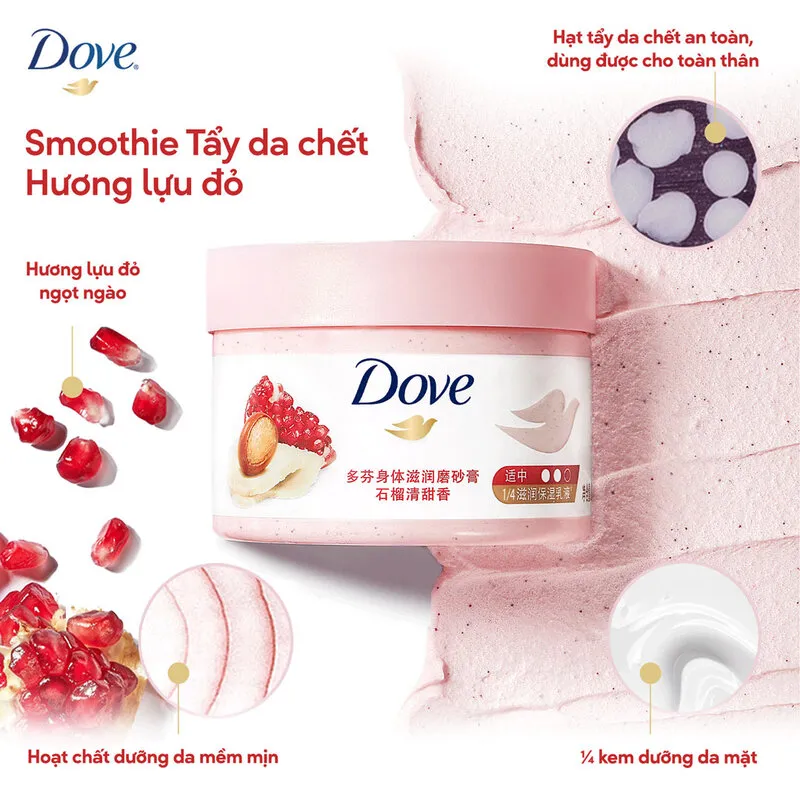 Dove
Smoothie Tẩy da chết
Hương lựu đỏ
Hạt tẩy da chết an toàn,
dùng được cho toàn thân
Hương lựu đỏ
ngọt ngào
Dove
多芬身体滋润磨砂膏
石榴清甜香
适中
1/4滋润保湿乳液
Hoạt chất dưỡng da mềm mịn
¼ kem dưỡng da mặt